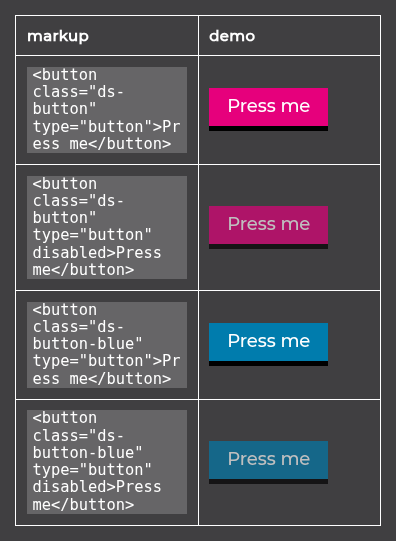 markup
demo
<button
class="ds-
button"
type="button">Pr
ess me</button>
Press me
<button
class="ds-
button"
type="button"
disabled>Press
me</button>
Press me
<button
class="ds-
button-blue"
type="button">Pr
ess me</button>
Press me
<button
class="ds-
button-blue"
type="button"
disabled>Press
me</button>
Press me